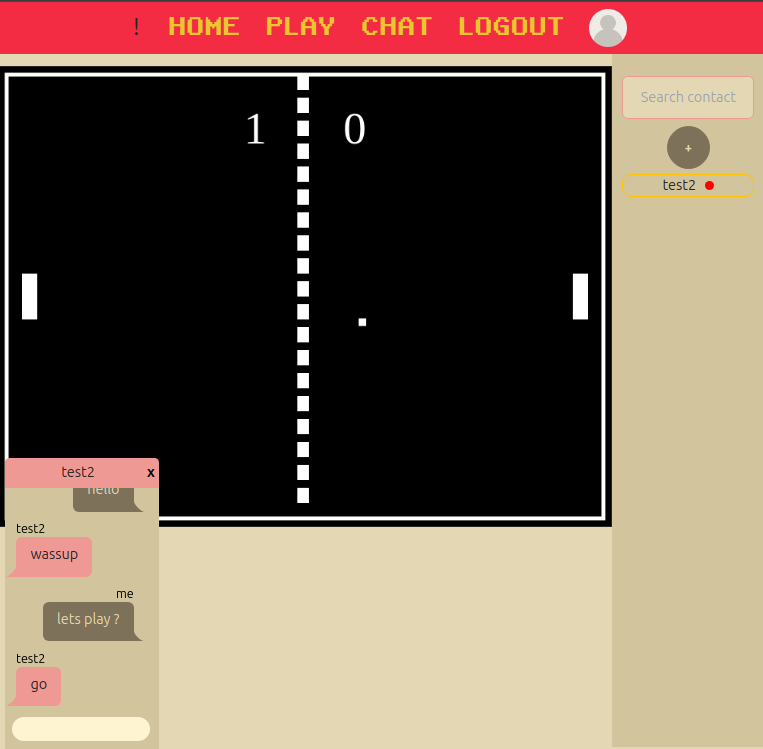 ! HOME PLAY CHAT LOGOUT
1 0
Search contact
+
test2
test2 x
hello
test2
wassup
me
lets play ?
test2
go